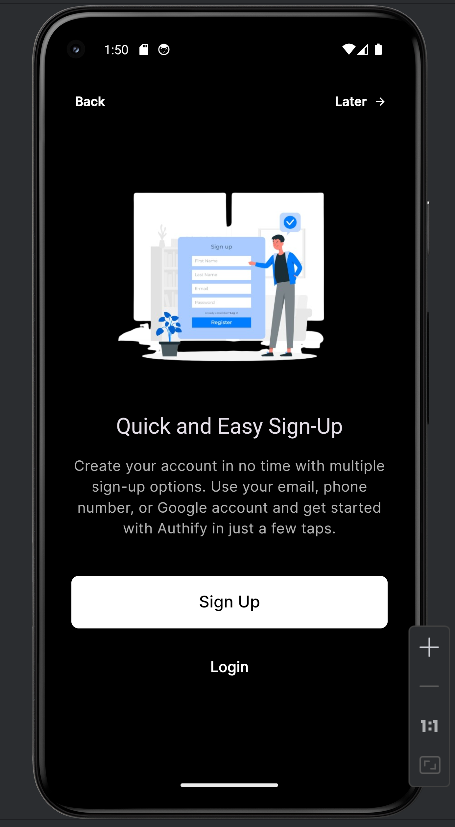 1:50
Back
Later →
Sign up
First Name
Last Name
E-mail
Password
Register
Quick and Easy Sign-Up
Create your account in no time with multiple
sign-up options. Use your email, phone
number, or Google account and get started
with Authify in just a few taps.
Sign Up
Login
1:1